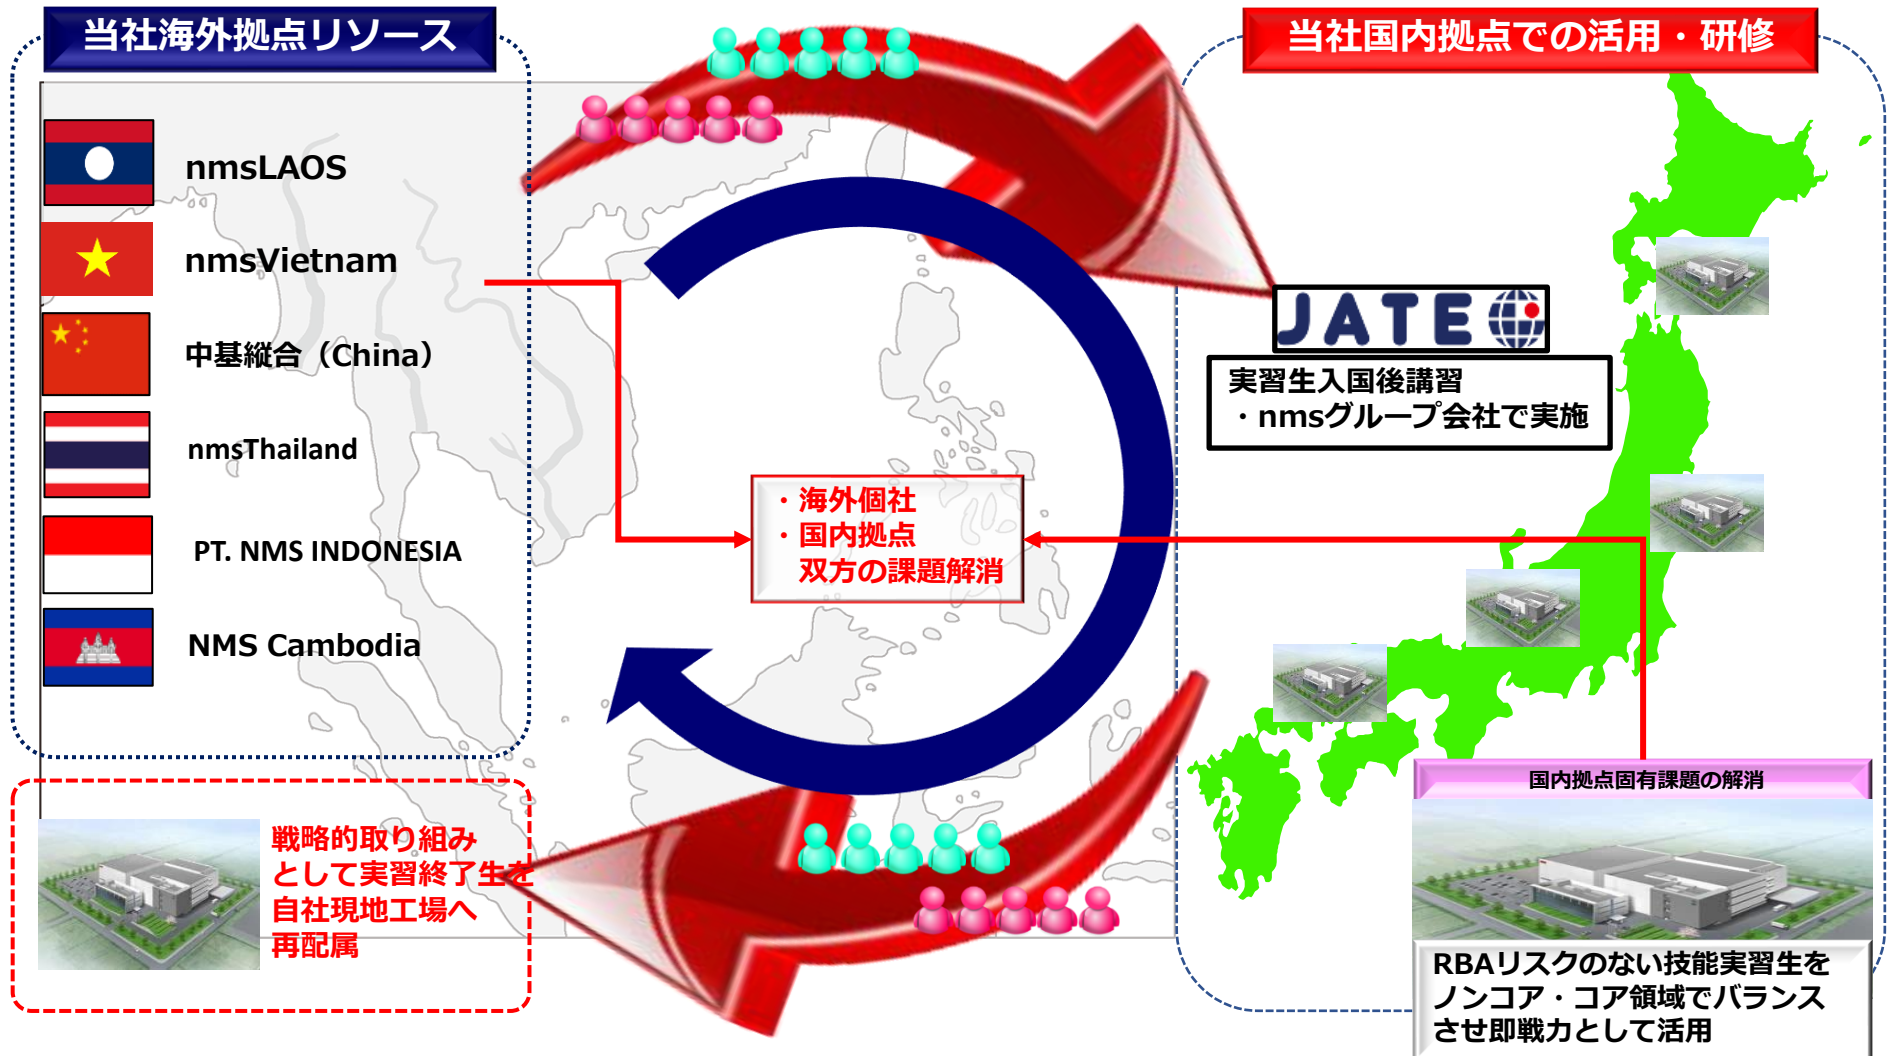 当社海外拠点リソース
当社国内拠点での活用・研修
nmsLAOS
nmsVietnam
中基縦合（China）
nmsThailand
PT. NMS INDONESIA
NMS Cambodia
JATE
実習生入国後講習
・nmsグループ会社で実施
・海外個社
・国内拠点
双方の課題解消
戦略的取り組み
として実習終了生を
自社現地工場へ
再配属
国内拠点固有課題の解消
RBAリスクのない技能実習生を
ノンコア・コア領域でバランス
させ即戦力として活用